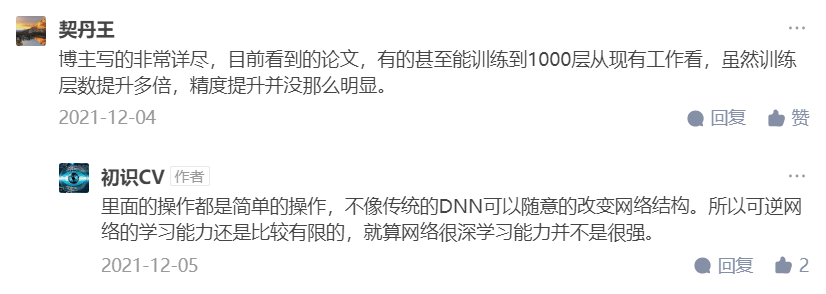 契丹王
博主写的非常详尽，目前看到的论文，有的甚至能训练到1000层从现有工作看，虽然训练
层数提升多倍，精度提升并没那么明显。
2021-12-04 回复 赞
初识CV 作者
里面的操作都是简单的操作，不像传统的DNN可以随意的改变网络结构。所以可逆网
络的学习能力还是比较有限的，就算网络很深学习能力并不是很强。
2021-12-05 回复 2